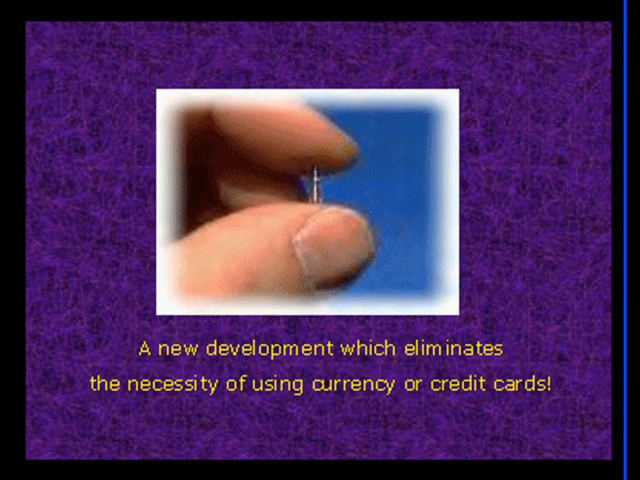 A new development which eliminates
the necessity of using currency or credit cards!